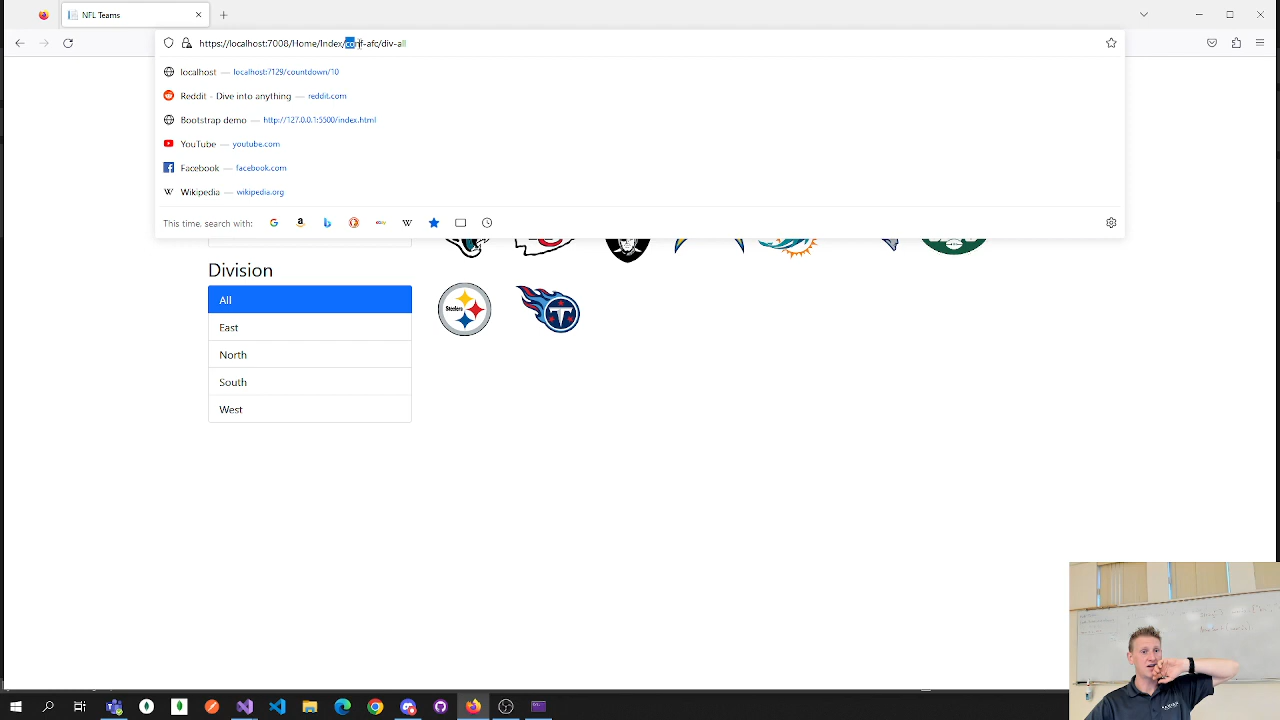 NFL Teams
https://localhost:7008/Home/Index/conf-afc/div-all
localhost — localhost:7129/countdown/10
Reddit - Dive into anything — reddit.com
Bootstrap demo — http://127.0.0.1:5500/index.html
YouTube — youtube.com
Facebook — facebook.com
Wikipedia — wikipedia.org
This time, search with:
Division
All
East
North
South
West
Steelers